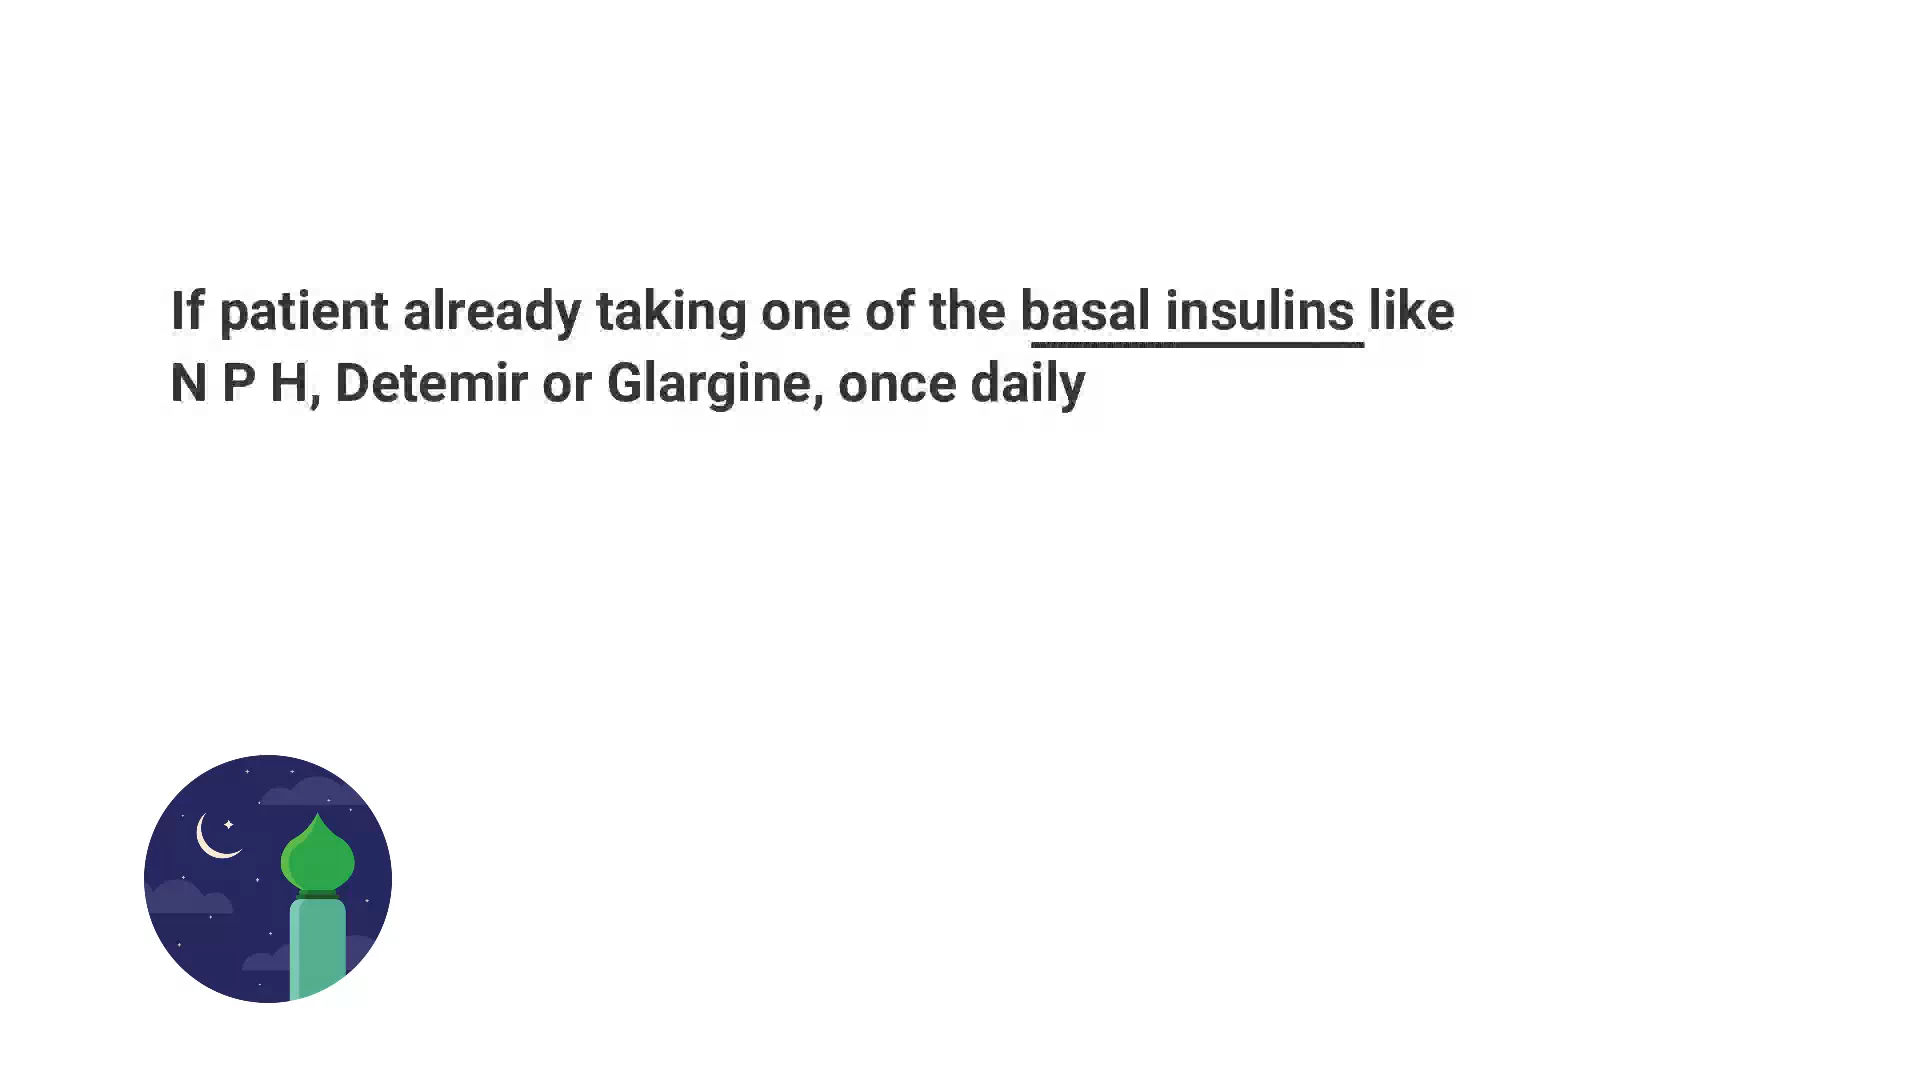 If patient already taking one of the basal insulins like
N P H, Detemir or Glargine, once daily